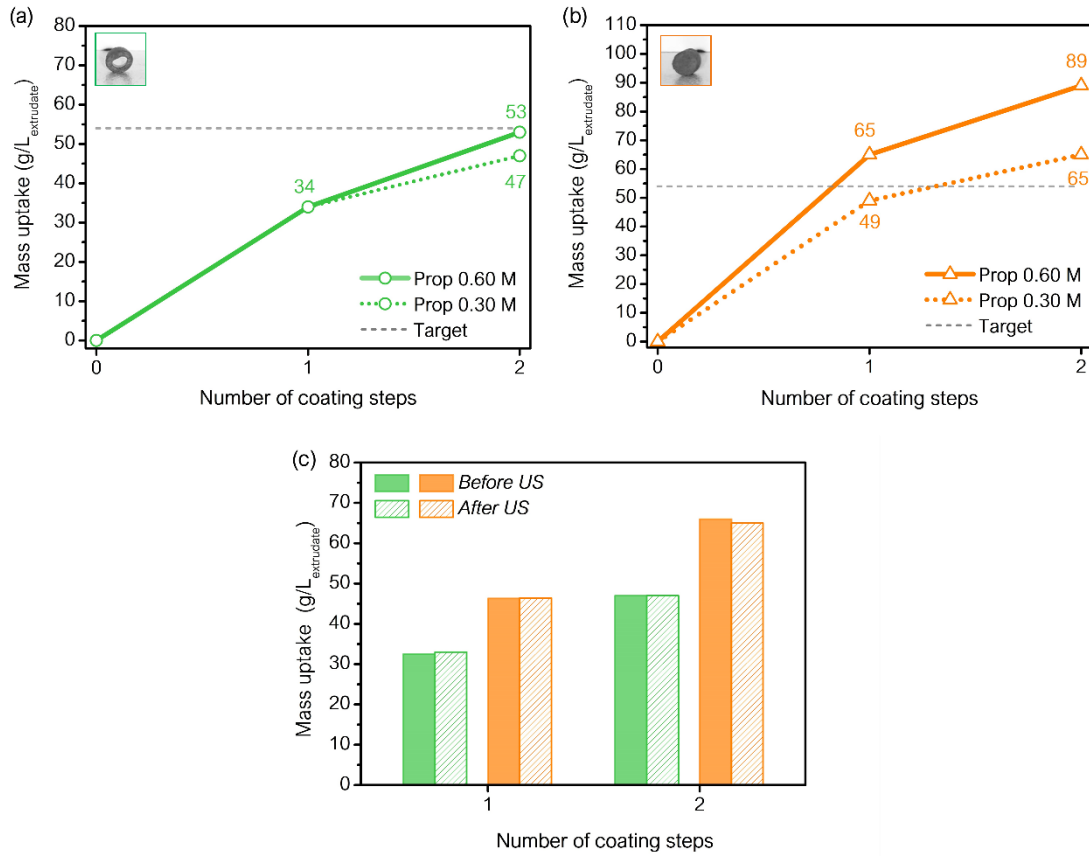 (a)
80
70
60
50
40
30
20
10
0
Mass uptake (g/L_extrudate)
53
34
47
Prop 0.60 M
Prop 0.30 M
Target
0
1
2
Number of coating steps
(b)
110
100
90
80
70
60
50
40
30
20
10
0
Mass uptake (g/L_extrudate)
89
65
65
49
Prop 0.60 M
Prop 0.30 M
Target
0
1
2
Number of coating steps
(c)
80
70
60
50
40
30
20
10
0
Mass uptake (g/L_extrudate)
Before US
After US
1
2
Number of coating steps